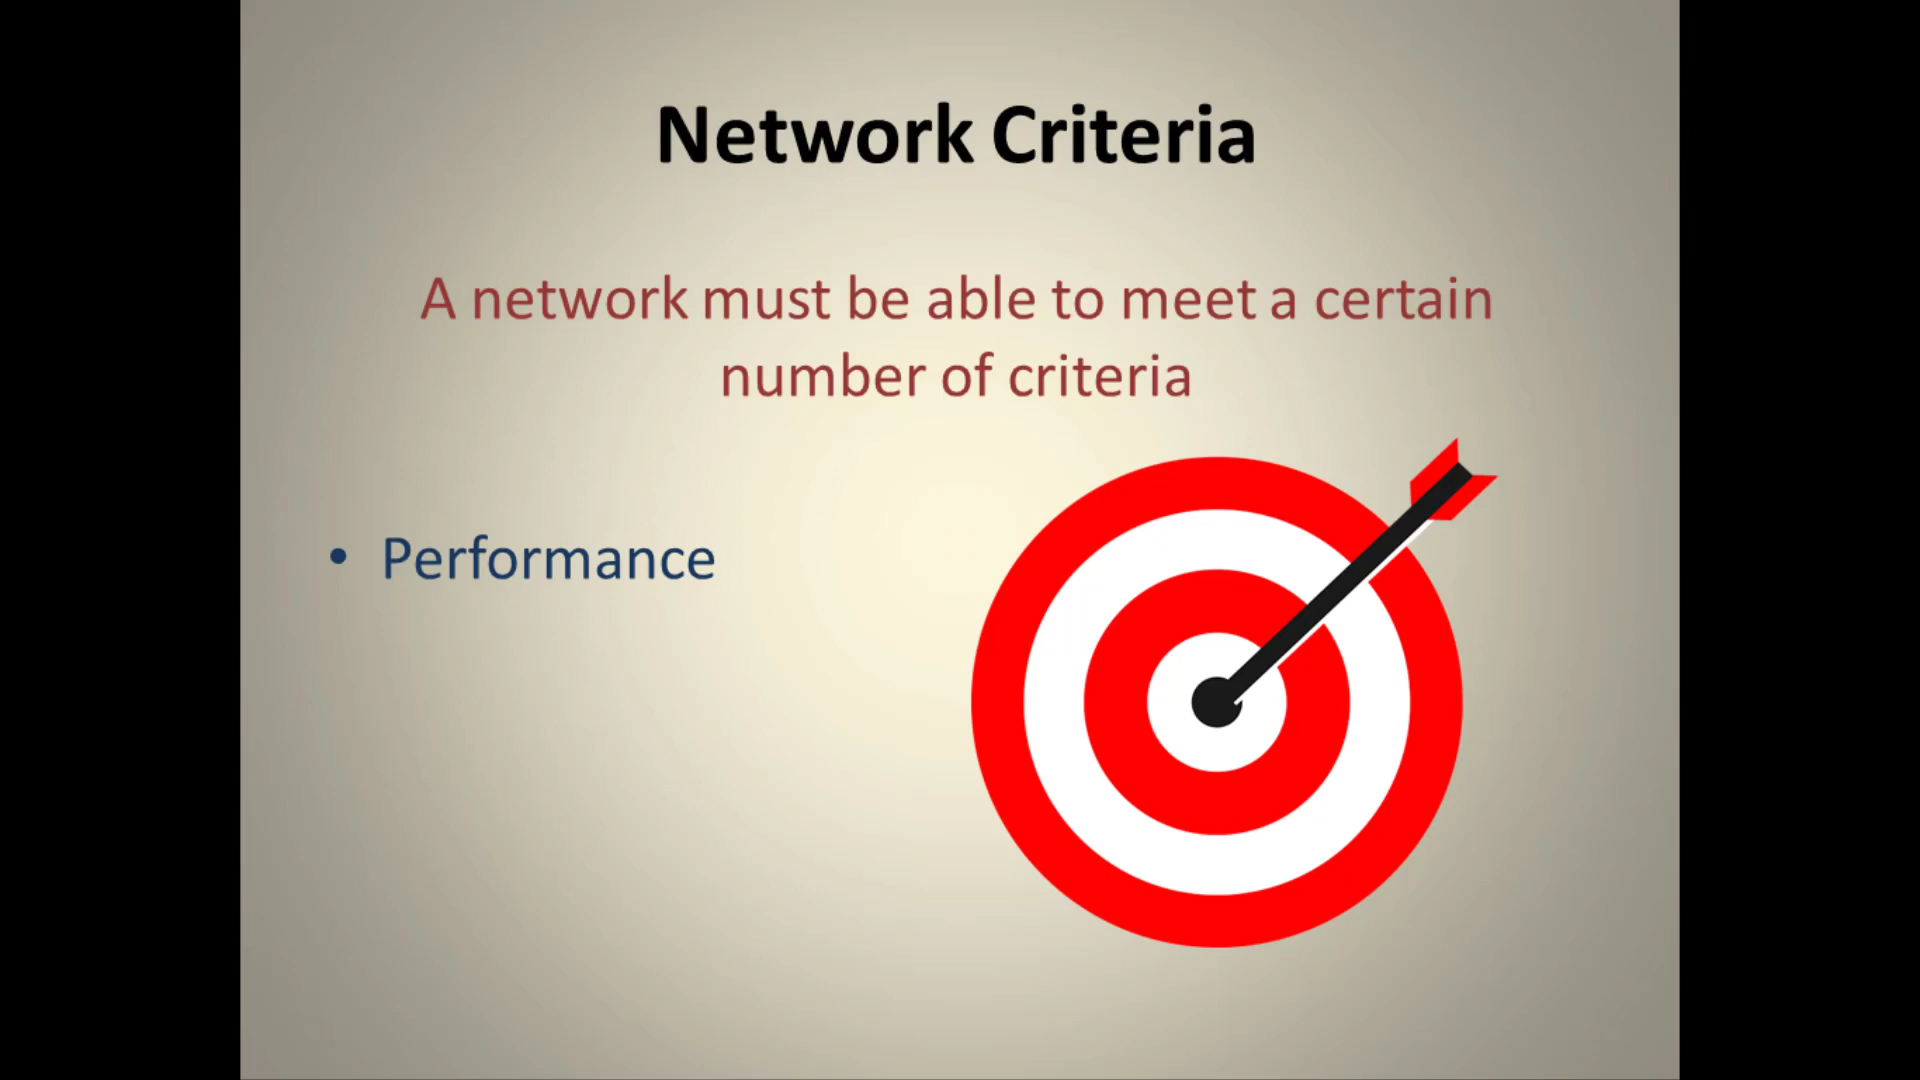 Network Criteria
A network must be able to meet a certain
number of criteria
• Performance